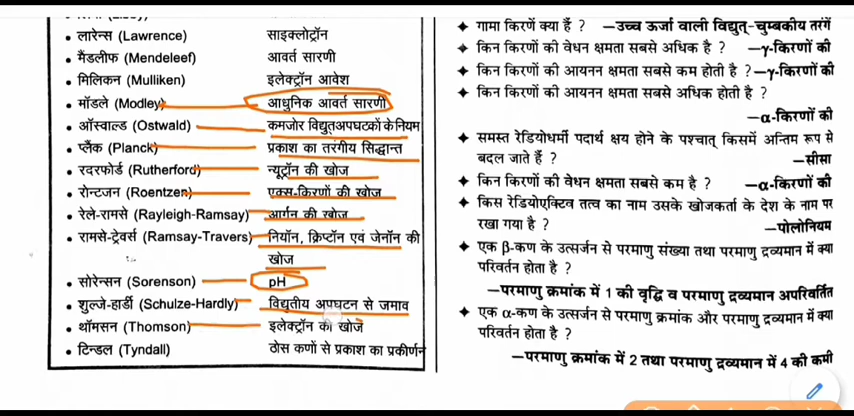 • लारेन्स (Lawrence) साइक्लोट्रॉन
• मैंडलीफ (Mendeleef) आवर्त सारणी
• मिलिकन (Mulliken) इलेक्ट्रॉन आवेश
• मॉडले (Modley) आधुनिक आवर्त सारणी
• ऑस्वाल्ड (Ostwald) कमजोर विद्युतअपघटकों के नियम
• प्लैंक (Planck) प्रकाश का तरंगीय सिद्धान्त
• रदरफोर्ड (Rutherford) न्यूट्रॉन की खोज
• रोन्टजन (Roentzen) एक्स-किरणों की खोज
• रेले-रामसे (Rayleigh-Ramsay) आर्गन की खोज
• रामसे-ट्रेवर्स (Ramsay-Travers) नियॉन, क्रिप्टॉन एवं जेनॉन की
खोज
• सोरेन्सन (Sorenson) pH
• शुल्जे-हार्डी (Schulze-Hardly) विद्युतीय अपघटन से जमाव
• थॉमसन (Thomson) इलेक्ट्रॉन की खोज
• टिन्डल (Tyndall) ठोस कणों से प्रकाश का प्रकीर्णन
✦ गामा किरणें क्या हैं ? —उच्च ऊर्जा वाली विद्युत्-चुम्बकीय तरंगें
✦ किन किरणों की वेधन क्षमता सबसे अधिक है ? —γ-किरणों की
✦ किन किरणों की आयनन क्षमता सबसे कम होती है ?—γ-किरणों की
✦ किन किरणों की आयनन क्षमता सबसे अधिक होती है ?
—α-किरणों की
✦ समस्त रेडियोधर्मी पदार्थ क्षय होने के पश्चात् किसमें अन्तिम रूप से
बदल जाते हैं ? —सीसा
✦ किन किरणों की वेधन क्षमता सबसे कम है ? —α-किरणों की
✦ किस रेडियोएक्टिव तत्व का नाम उसके खोजकर्ता के देश के नाम पर
रखा गया है ? —पोलोनियम
✦ एक β-कण के उत्सर्जन से परमाणु संख्या तथा परमाणु द्रव्यमान में क्या
परिवर्तन होता है ?
—परमाणु क्रमांक में 1 की वृद्धि व परमाणु द्रव्यमान अपरिवर्तित
✦ एक α-कण के उत्सर्जन से परमाणु क्रमांक और परमाणु द्रव्यमान में क्या
परिवर्तन होता है ?
—परमाणु क्रमांक में 2 तथा परमाणु द्रव्यमान में 4 की कमी